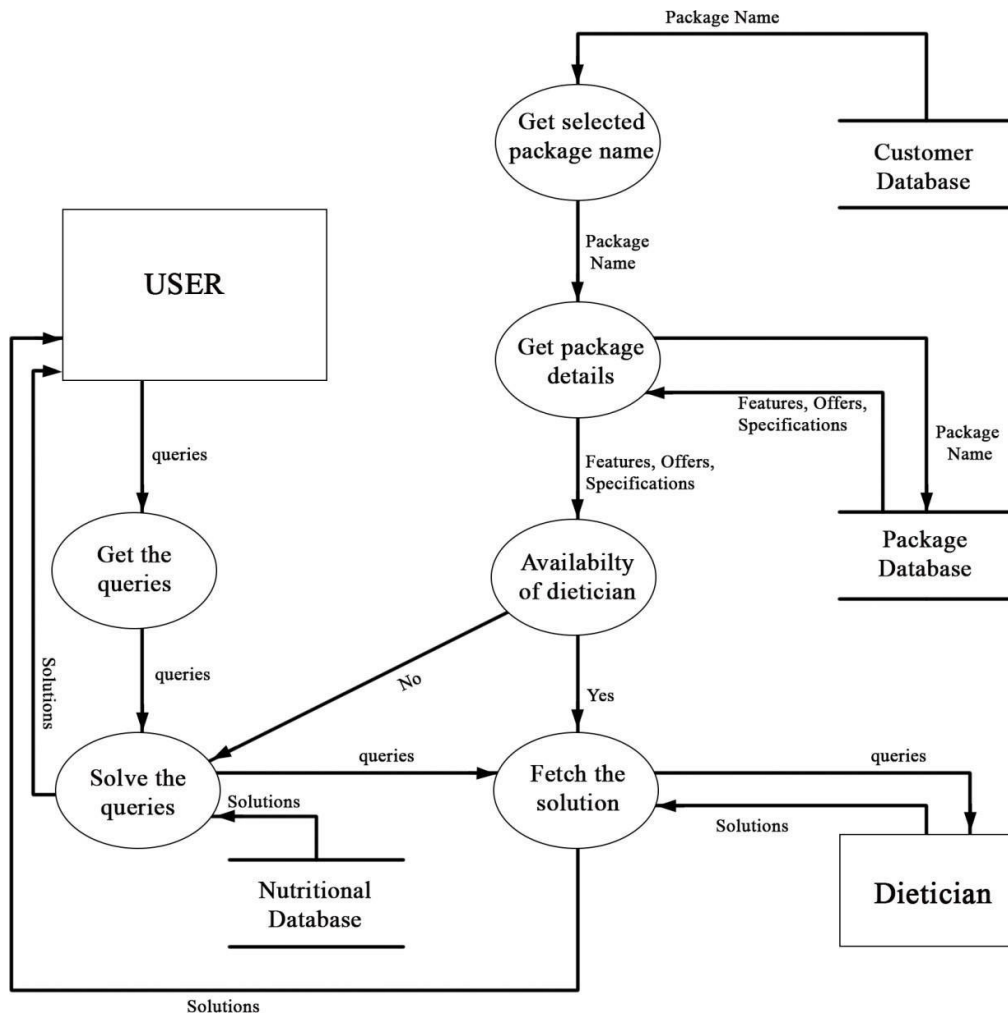 Package Name
Get selected
package name
Customer
Database
Package
Name
USER
Get package
details
Features, Offers,
Specifications
Package
Name
queries
Features, Offers,
Specifications
Get the
queries
Availabilty
of dietician
Package
Database
Solutions
queries
No
Yes
Solve the
queries
queries
Fetch the
solution
queries
Solutions
Solutions
Nutritional
Database
Dietician
Solutions